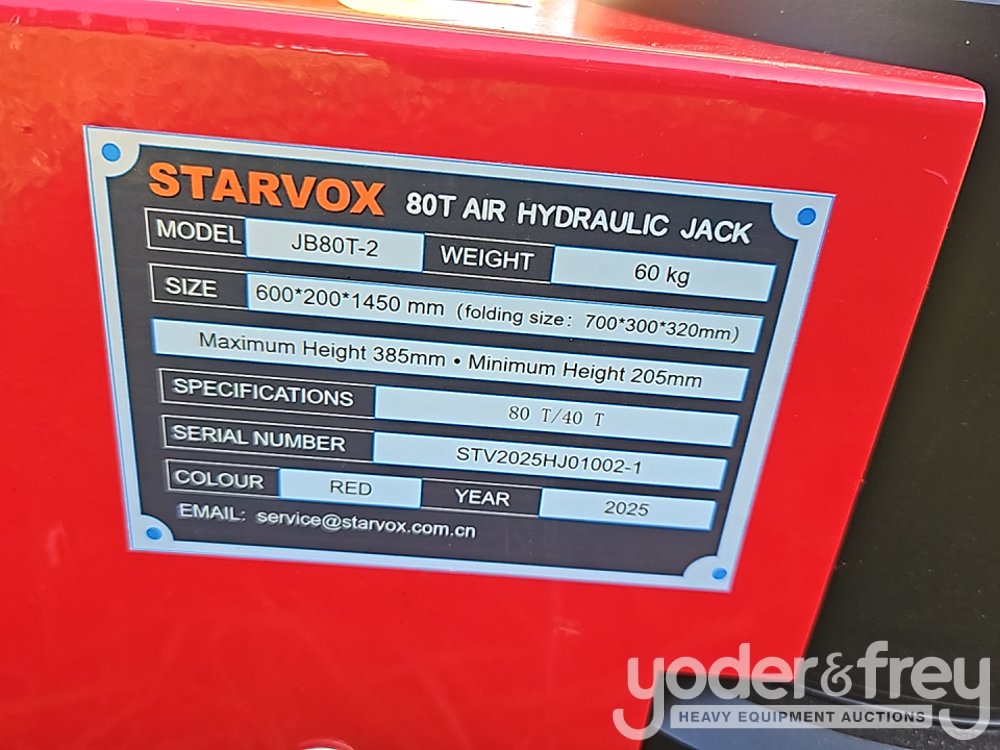 STARVOX 80T AIR HYDRAULIC JACK
MODEL JB80T-2 WEIGHT 60 kg
SIZE 600*200*1450 mm (folding size: 700*300*320mm)
Maximum Height 385mm • Minimum Height 205mm
SPECIFICATIONS 80 T/40 T
SERIAL NUMBER STV2025HJ01002-1
COLOUR RED YEAR 2025
EMAIL: service@starvox.com.cn
yoder&frey
HEAVY EQUIPMENT AUCTIONS